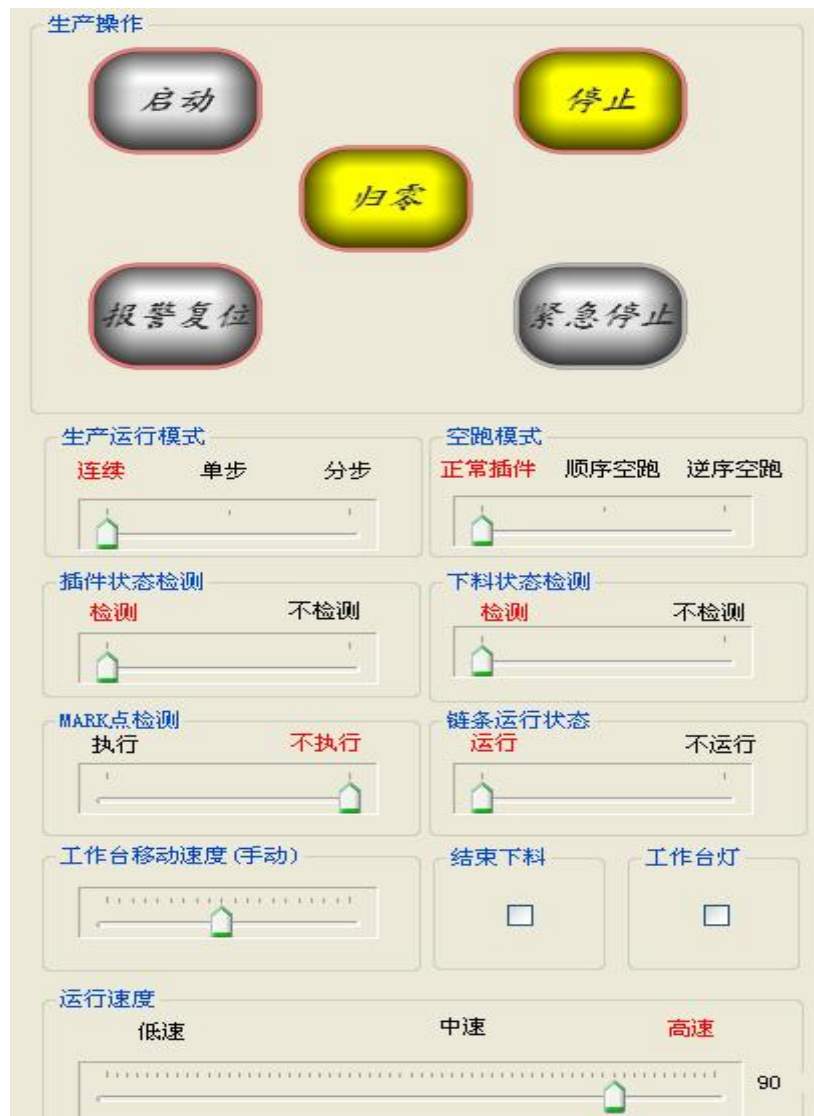 生产操作
启动
停止
归零
报警复位
紧急停止
生产运行模式
连续 单步 分步
空跑模式
正常插件 顺序空跑 逆序空跑
插件状态检测
检测 不检测
下料状态检测
检测 不检测
MARK点检测
执行 不执行
链条运行状态
运行 不运行
工作台移动速度(手动)
结束下料
工作台灯
运行速度
低速 中速 高速
90